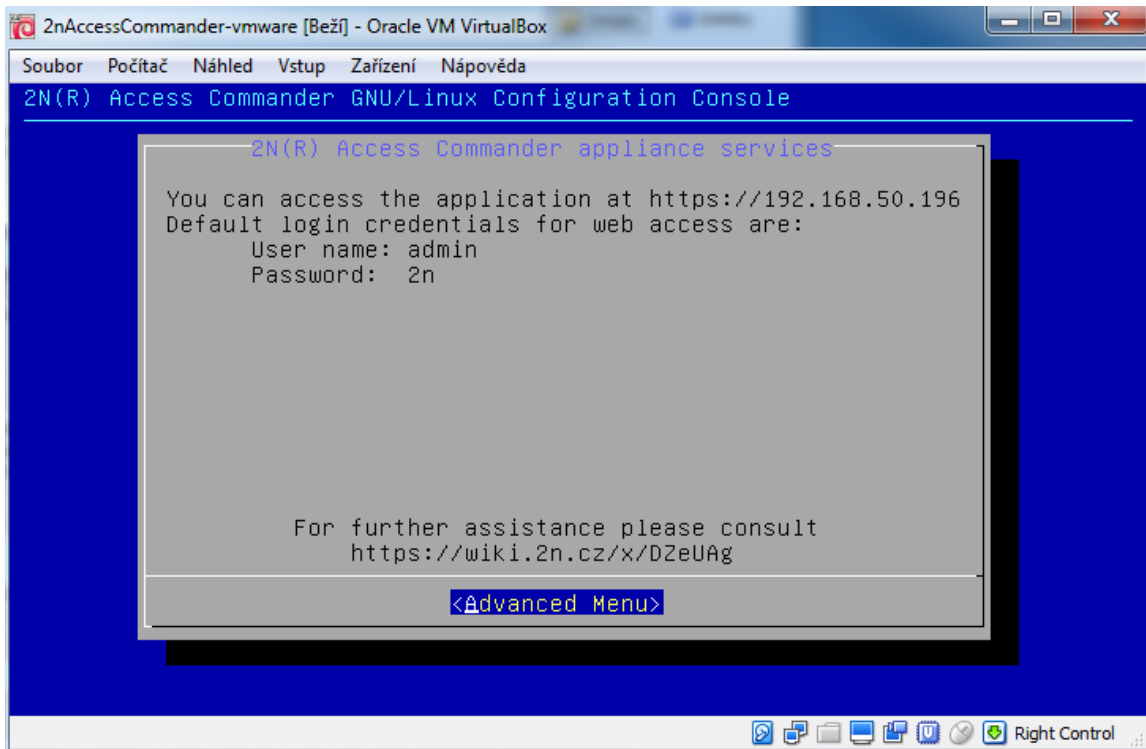 2nAccessCommander-vmware [Beží] - Oracle VM VirtualBox
Soubor Počítač Náhled Vstup Zařízení Nápověda
2N(R) Access Commander GNU/Linux Configuration Console
2N(R) Access Commander appliance services
You can access the application at https://192.168.50.196
Default login credentials for web access are:
User name: admin
Password: 2n
For further assistance please consult
https://wiki.2n.cz/x/DZeUAg
<Advanced Menu>
Right Control